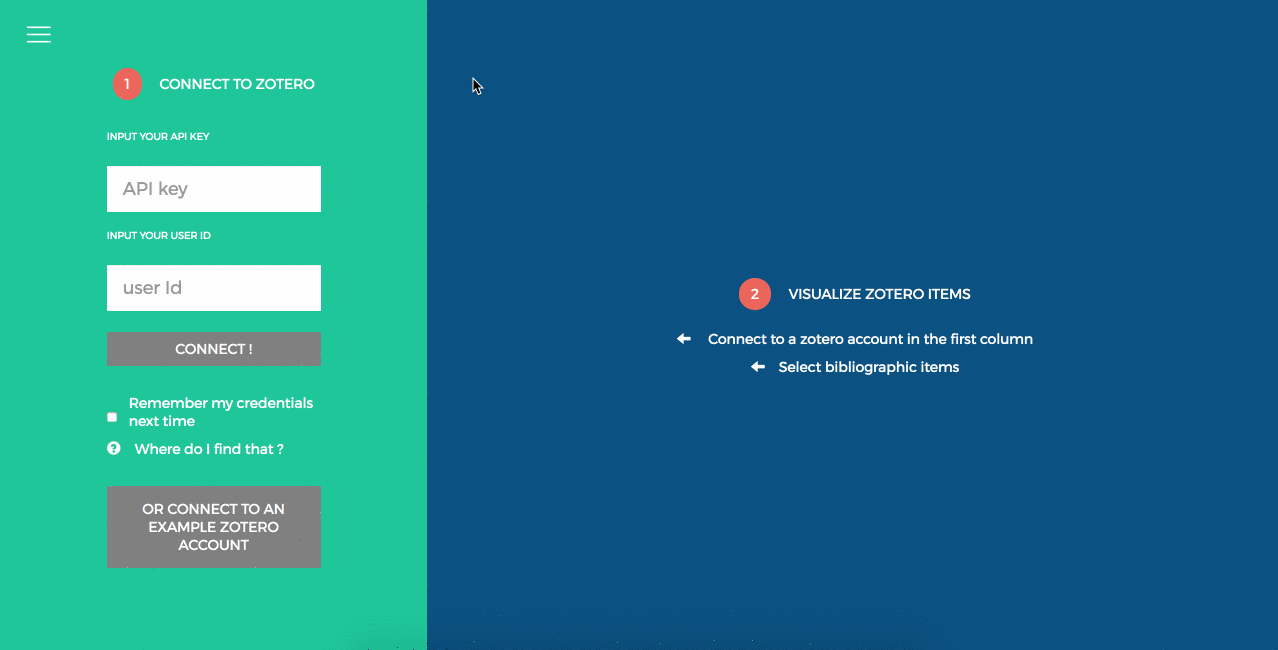 1 CONNECT TO ZOTERO
INPUT YOUR API KEY
API key
INPUT YOUR USER ID
user Id
CONNECT !
Remember my credentials
next time
? Where do I find that ?
OR CONNECT TO AN
EXAMPLE ZOTERO
ACCOUNT
2 VISUALIZE ZOTERO ITEMS
Connect to a zotero account in the first column
Select bibliographic items